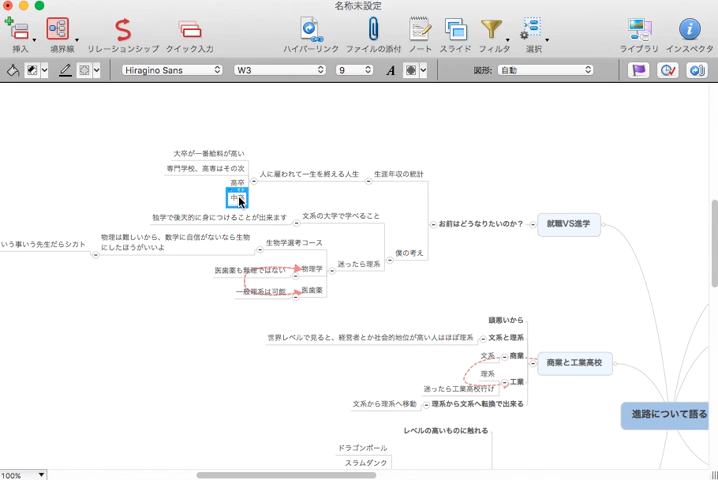 名称未設定
挿入
境界線
リレーションシップ
クイック入力
ハイパーリンク
ファイルの添付
ノート
スライド
フィルタ
選択
ライブラリ
インスペクタ
Hiragino Sans
W3
9
A
図形:
自動
大卒が一番給料が高い
専門学校、高専はその次
高卒
中卒
人に雇われて一生を終える人生
生涯年収の統計
独学で後天的に身につけることが出来ます
文系の大学で学べること
お前はどうなりたいのか?
就職VS進学
いう事いう先生だらシカト
物理は難しいから、数学に自信がないなら生物
にしたほうがいいよ
生物学選考コース
僕の考え
迷ったら理系
医歯薬も無理ではない
物理学
一般理系は可能
医歯薬
頭悪いから
世界レベルで見ると、経営者とか社会的地位が高い人はほぼ理系
文系と理系
文系
商業
商業と工業高校
理系
工業
迷ったら工業高校行け
文系から理系へ移動
理系から文系へ転換で出来る
進路について語る
レベルの高いものに触れる
ドラゴンボール
スラムダンク
100%